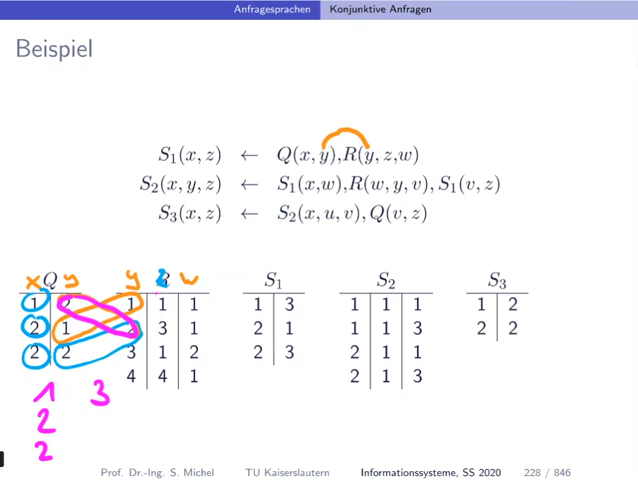 Anfragesprachen Konjunktive Anfragen
Beispiel
S₁(x, z) ← Q(x, y),R(y, z,w)
S₂(x, y, z) ← S₁(x,w),R(w, y, v), S₁(v, z)
S₃(x, z) ← S₂(x, u, v), Q(v, z)
x Q y y z w S₁ S₂ S₃
1 2 1 1 1 1 3 1 1 1 1 2
2 1 2 3 1 2 1 1 1 3 2 2
2 2 3 1 2 2 3 2 1 1
4 4 1 2 1 3
1 3
2
2
Prof. Dr.-Ing. S. Michel TU Kaiserslautern Informationssysteme, SS 2020 228 / 846